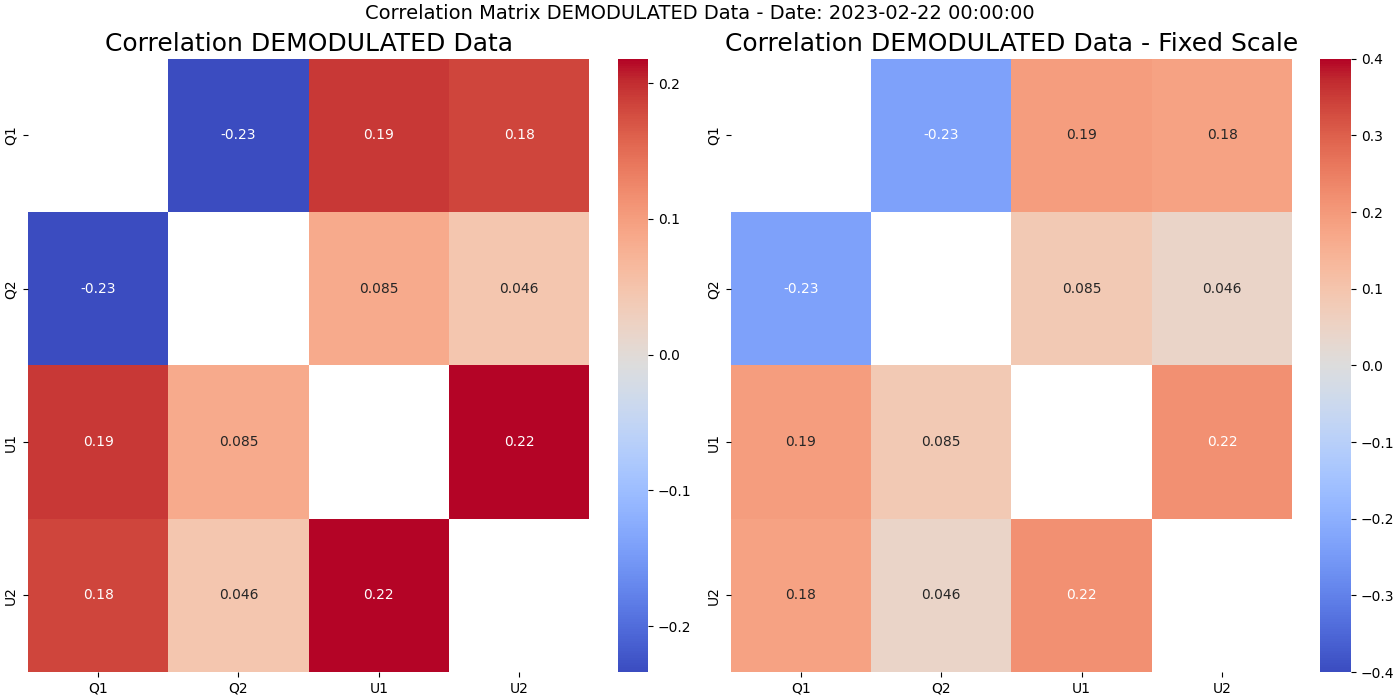 Correlation Matrix DEMODULATED Data - Date: 2023-02-22 00:00:00
Correlation DEMODULATED Data
Q1
-0.23
0.19
0.18
Q2
-0.23
0.085
0.046
U1
0.19
0.085
0.22
U2
0.18
0.046
0.22
Q1
Q2
U1
U2
0.2
0.1
0.0
−0.1
−0.2
Correlation DEMODULATED Data - Fixed Scale
Q1
-0.23
0.19
0.18
Q2
-0.23
0.085
0.046
U1
0.19
0.085
0.22
U2
0.18
0.046
0.22
Q1
Q2
U1
U2
0.4
0.3
0.2
0.1
0.0
−0.1
−0.2
−0.3
−0.4